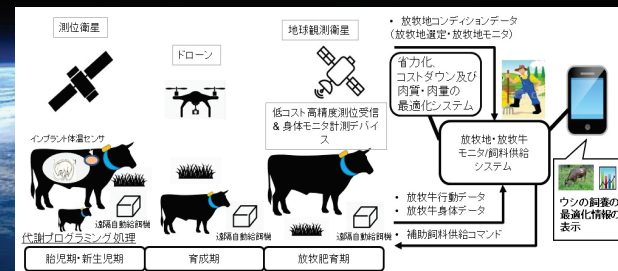 測位衛星
ドローン
地球観測衛星
・ 放牧地コンディションデータ
(放牧地選定・放牧地モニタ)
省力化、
コストダウン及び
肉質・肉量の
最適化システム
低コスト高精度測位受信
& 身体モニタ計測デバイ
ス
インプラント体温センサ
放牧地・放牧牛
モニタ/飼料供給
システム
・ 放牧牛行動データ
・ 放牧牛身体データ
ウシの飼養の
最適化情報の
表示
遠隔自動給餌機
遠隔自動給餌機
遠隔自動給餌機
・ 補助飼料供給コマンド
代謝プログラミング処理
胎児期・新生児期
育成期
放牧肥育期